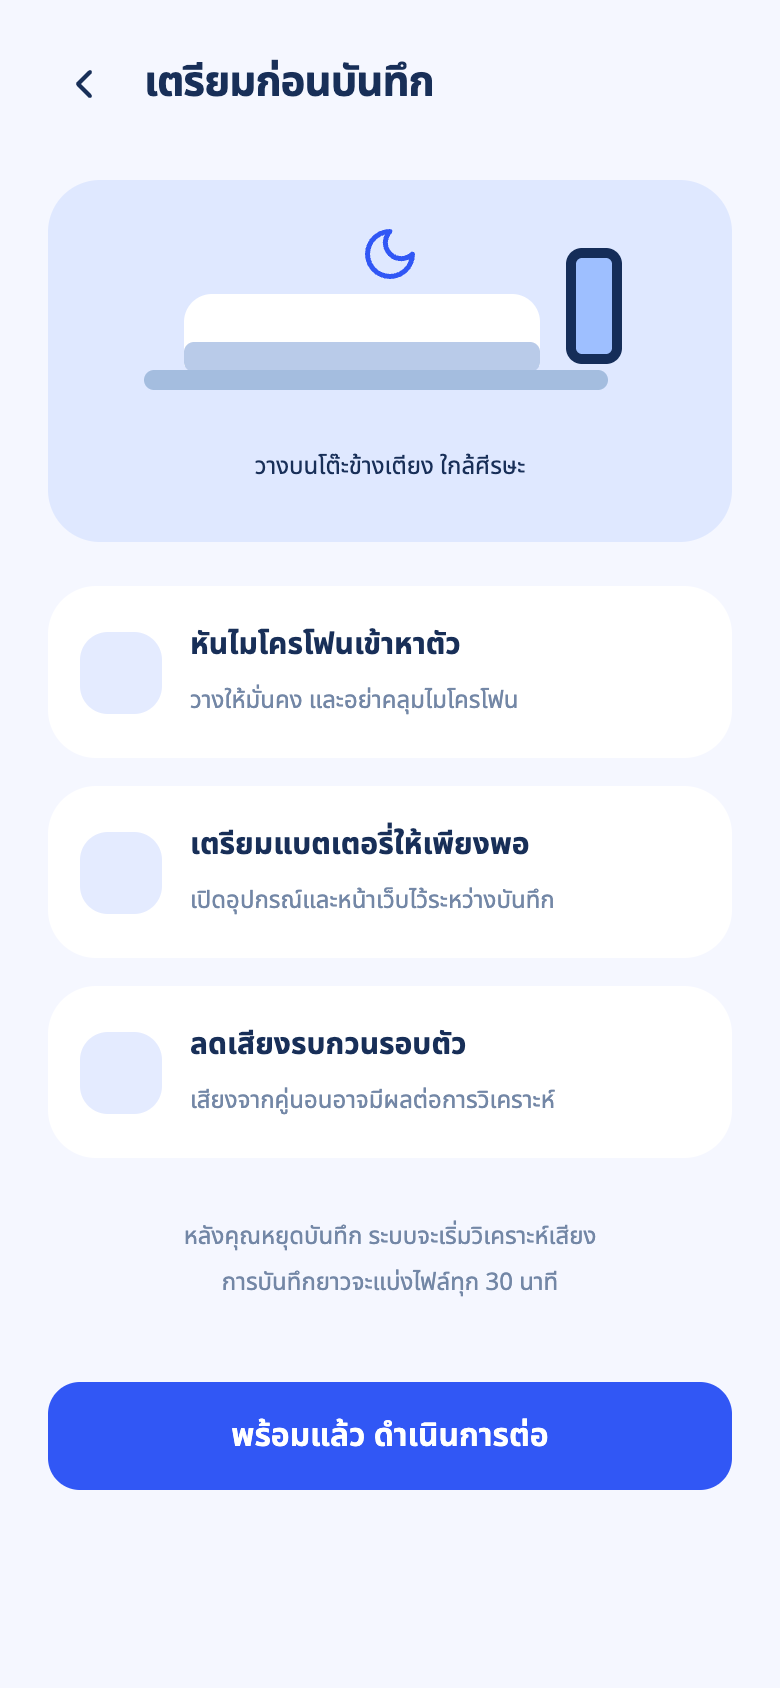 เตรียมก่อนบันทึก
วางบนโต๊ะข้างเตียง ใกล้ศีรษะ
หันไมโครโฟนเข้าหาตัว
วางให้มั่นคง และอย่าคลุมไมโครโฟน
เตรียมแบตเตอรี่ให้เพียงพอ
เปิดอุปกรณ์และหน้าเว็บไว้ระหว่างบันทึก
ลดเสียงรบกวนรอบตัว
เสียงจากคู่นอนอาจมีผลต่อการวิเคราะห์
หลังคุณหยุดบันทึก ระบบจะเริ่มวิเคราะห์เสียง
การบันทึกยาวจะแบ่งไฟล์ทุก 30 นาที
พร้อมแล้ว ดำเนินการต่อ